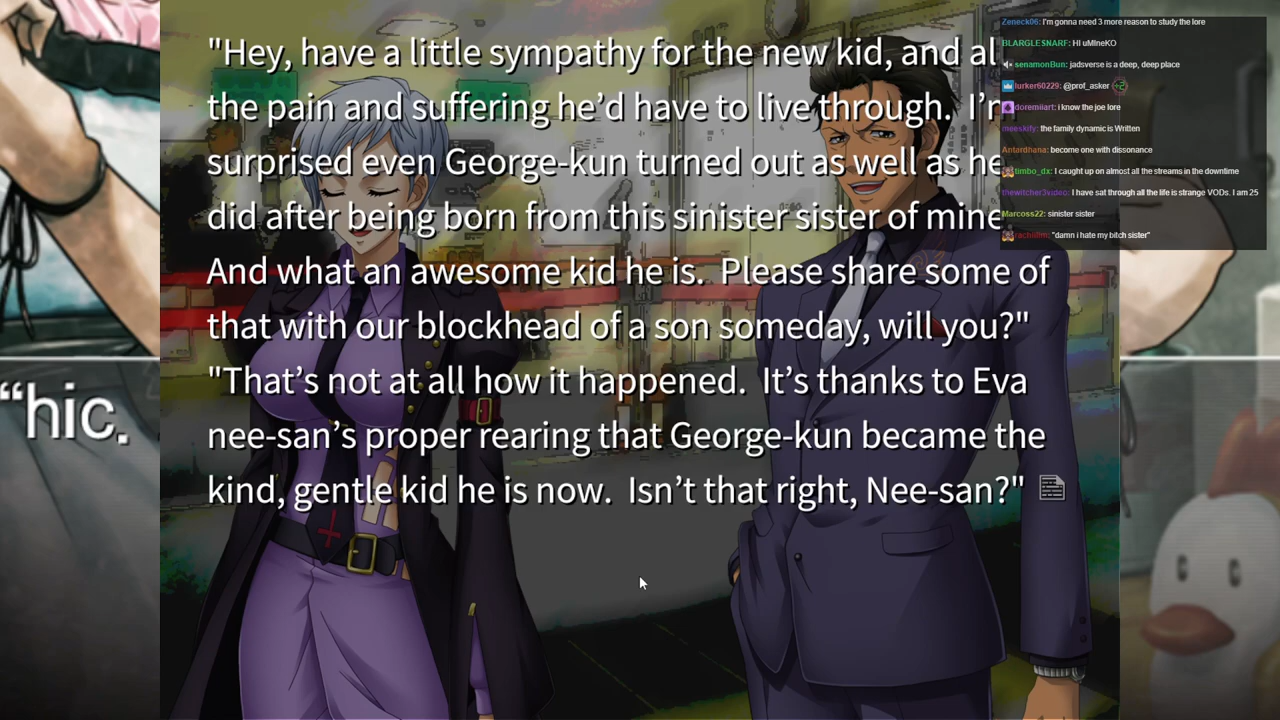 "Hey, have a little sympathy for the new kid, and al
the pain and suffering he'd have to live through. I'm
surprised even George-kun turned out as well as he
did after being born from this sinister sister of mine
And what an awesome kid he is. Please share some of
that with our blockhead of a son someday, will you?"
"That's not at all how it happened. It's thanks to Eva
nee-san's proper rearing that George-kun became the
kind, gentle kid he is now. Isn't that right, Nee-san?"
"hic.
Zeneck06: I'm gonna need 3 more reason to study the lore
BLARGLESNARF: Hi uMineKO
senamonBun: jadsverse is a deep, deep place
lurker60229: @prof_asker +2
doremiiart: i know the joe lore
meeskify: the family dynamic is Written
Antardhana: become one with dissonance
timbo_dx: I caught up on almost all the streams in the downtime
thewitcher3video: I have sat through all the life is strange VODs. I am 25
Marcoss22: sinister sister
"damn i hate my bitch sister"